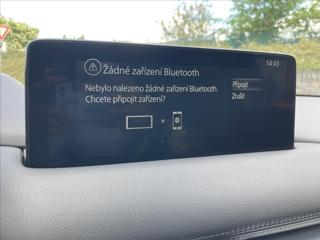 14:43
Žádné zařízení Bluetooth
Nebylo nalezeno žádné zařízení Bluetooth.
Chcete připojit zařízení?
Připojit
Zrušit